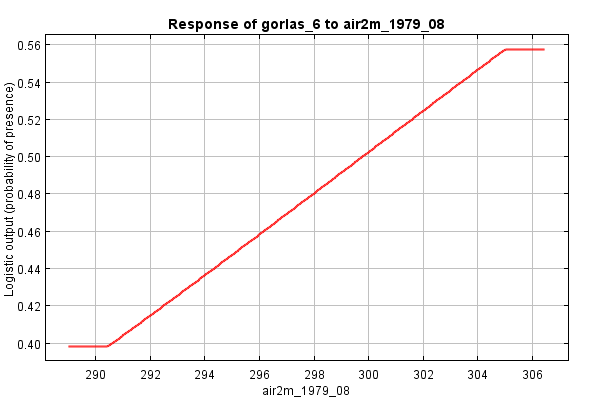 Response of gorlas_6 to air2m_1979_08
Logistic output (probability of presence)
0.56
0.54
0.52
0.50
0.48
0.46
0.44
0.42
0.40
290 292 294 296 298 300 302 304 306
air2m_1979_08